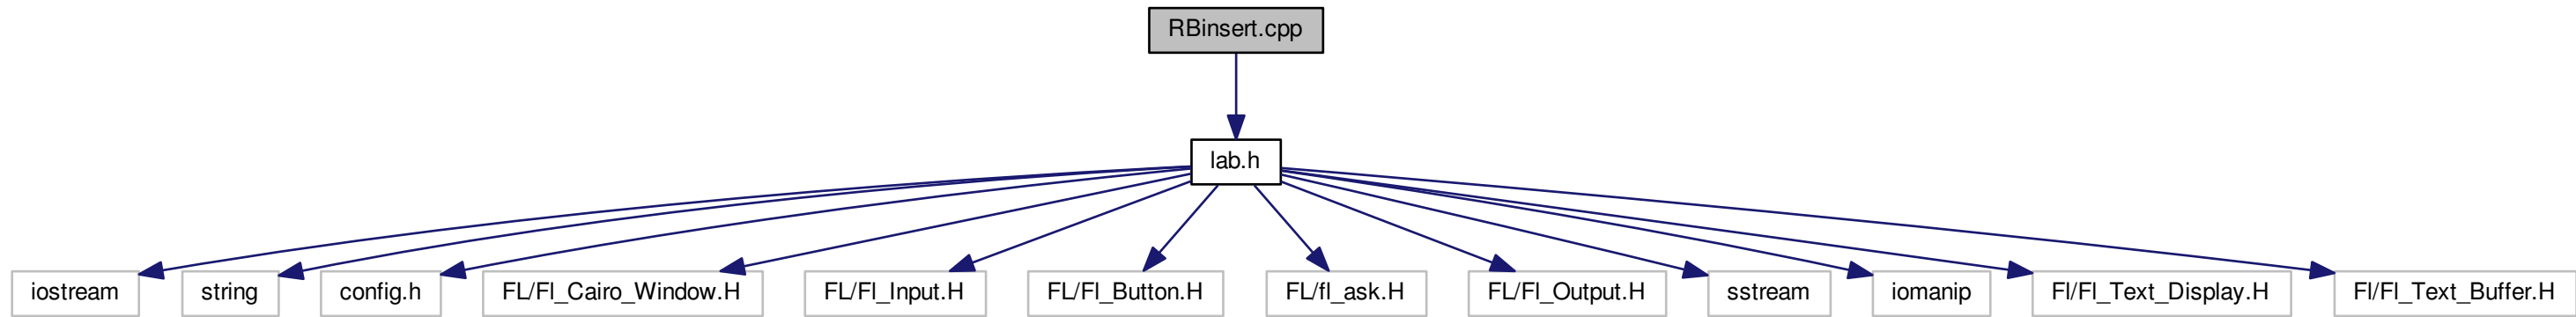 RBinsert.cpp
lab.h
iostream
string
config.h
FL/Fl_Cairo_Window.H
FL/Fl_Input.H
FL/Fl_Button.H
FL/fl_ask.H
FL/Fl_Output.H
sstream
iomanip
Fl/Fl_Text_Display.H
Fl/Fl_Text_Buffer.H